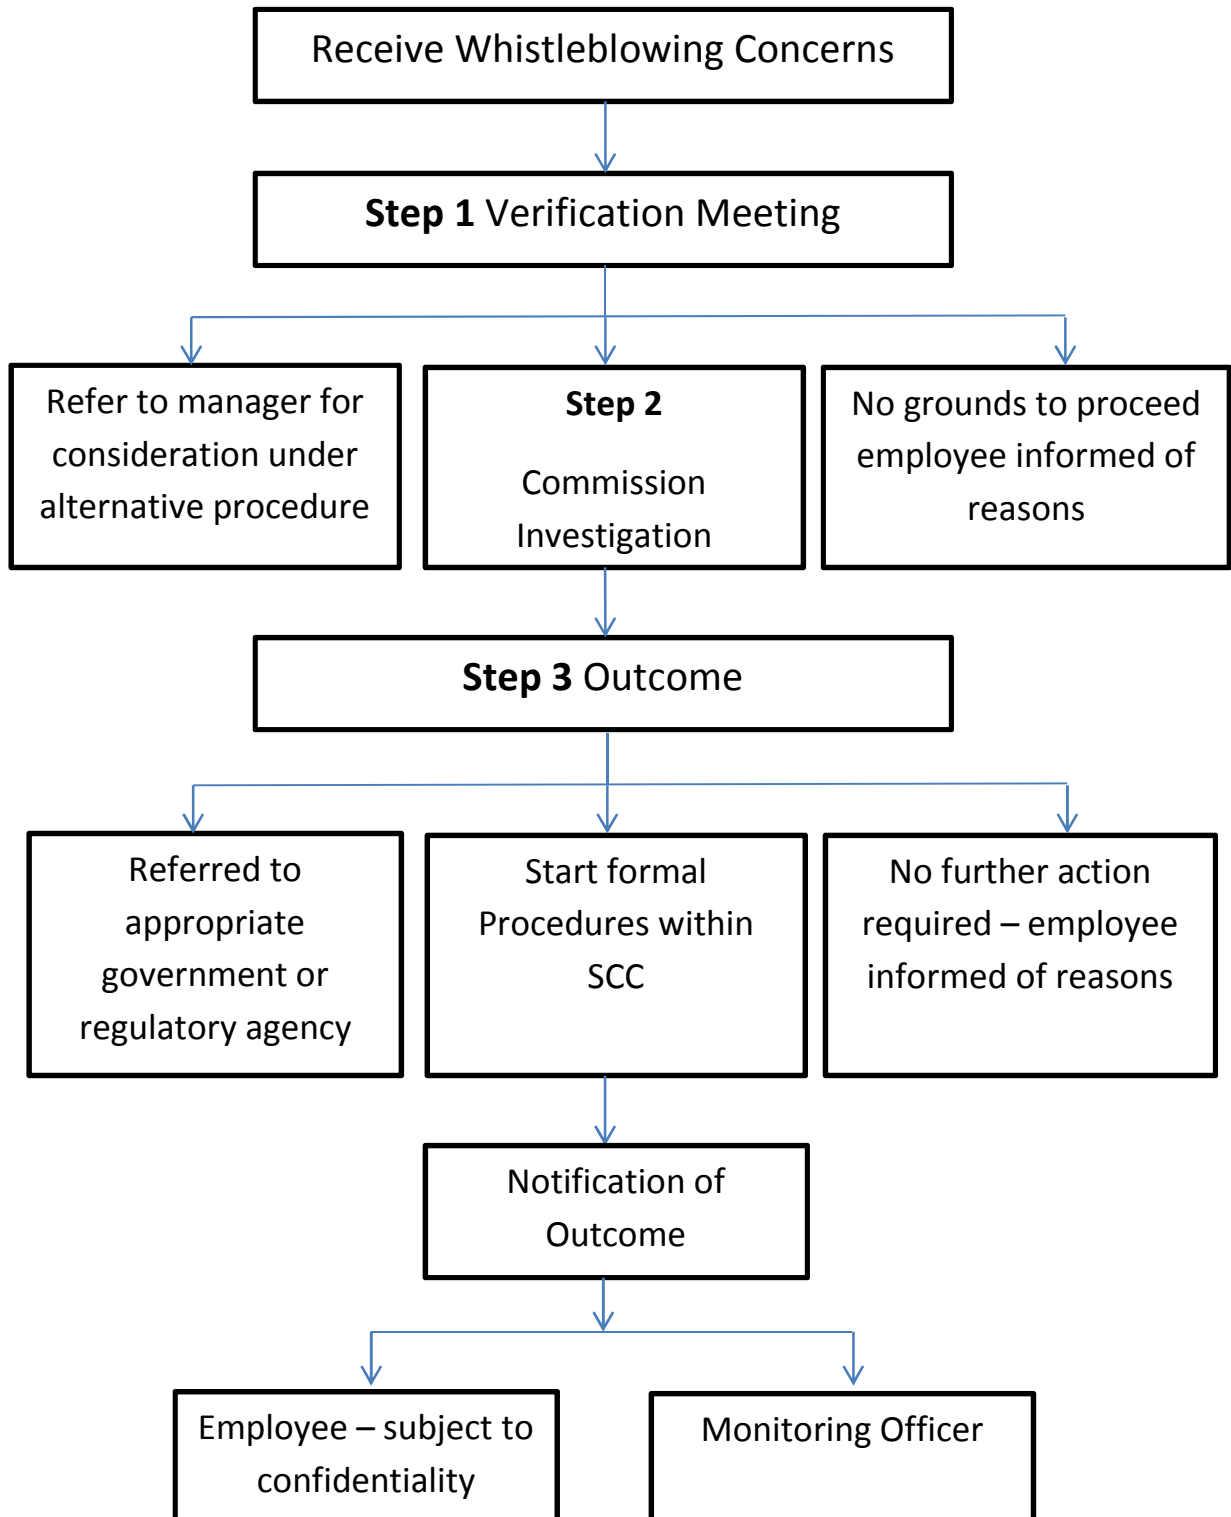 Receive Whistleblowing Concerns
Step 1 Verification Meeting
Refer to manager for
consideration under
alternative procedure
Step 2
Commission
Investigation
No grounds to proceed
employee informed of
reasons
Step 3 Outcome
Referred to
appropriate
government or
regulatory agency
Start formal
Procedures within
SCC
No further action
required – employee
informed of reasons
Notification of
Outcome
Employee – subject to
confidentiality
Monitoring Officer